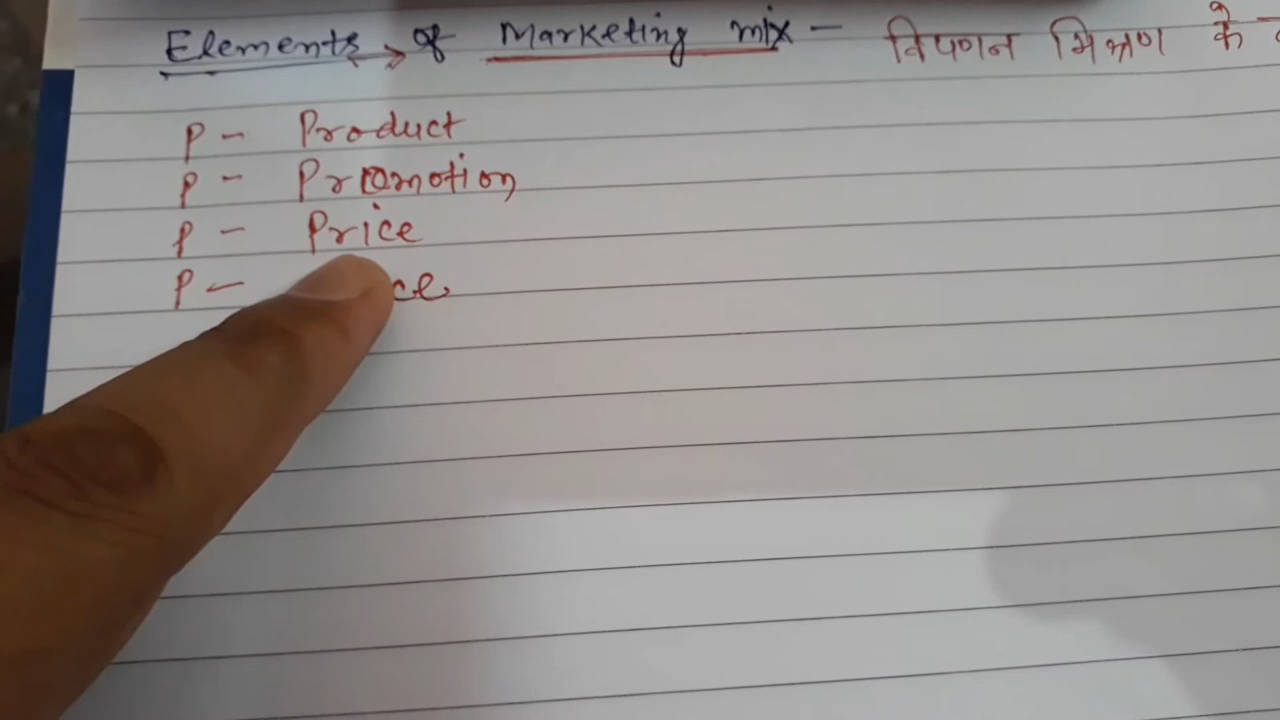 Elements of Marketing mix - विपणन मिश्रण के
P - Product
P - Promotion
P - Price
P -